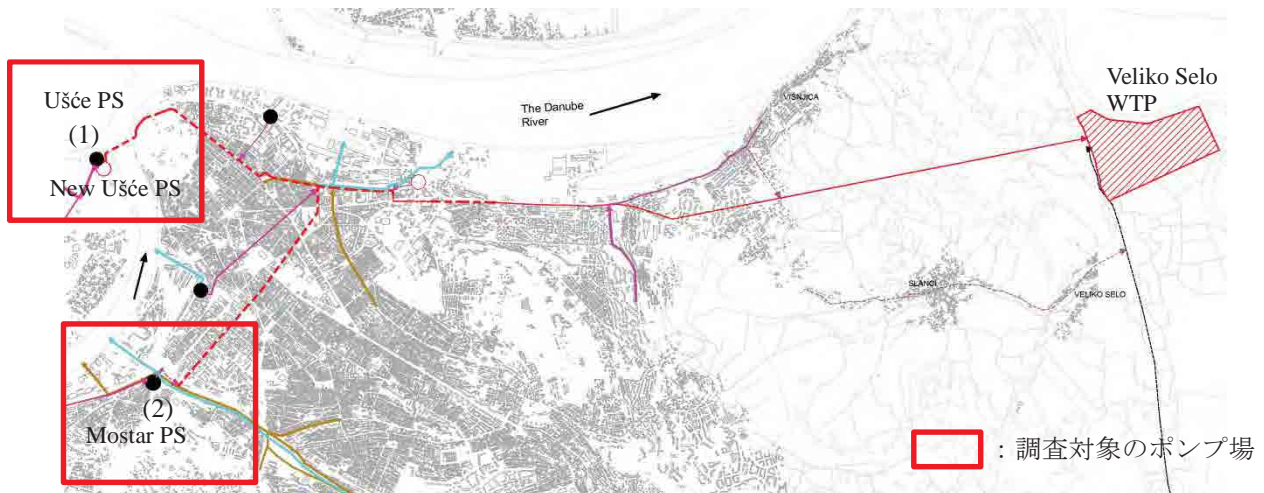 Ušće PS
(1)
New Ušće PS
The Danube
River
VIŠNJICA
Veliko Selo
WTP
SLANCI
VELIKO SELO
(2)
Mostar PS
：調査対象のポンプ場